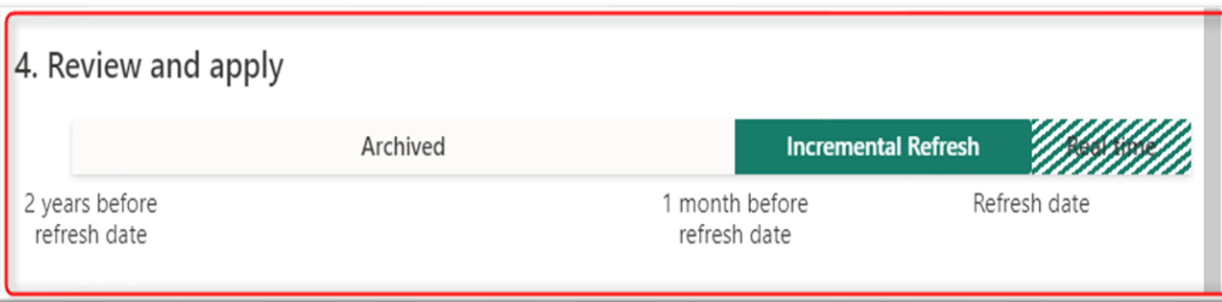 4. Review and apply
Archived
Incremental Refresh
Real time
2 years before
refresh date
1 month before
refresh date
Refresh date